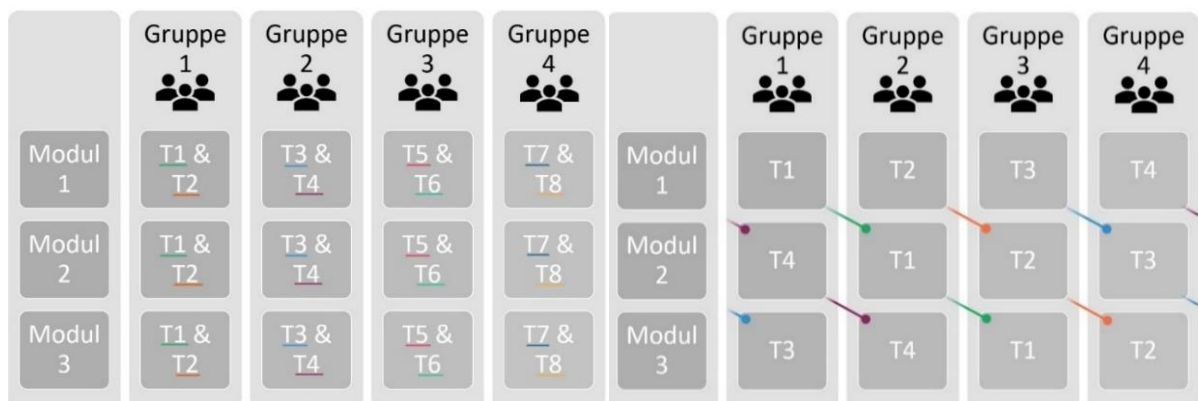 Gruppe
1
Gruppe
2
Gruppe
3
Gruppe
4
Modul
1
T1 &
T2
T3 &
T4
T5 &
T6
T7 &
T8
Modul
2
T1 &
T2
T3 &
T4
T5 &
T6
T7 &
T8
Modul
3
T1 &
T2
T3 &
T4
T5 &
T6
T7 &
T8
Gruppe
1
Gruppe
2
Gruppe
3
Gruppe
4
Modul
1
T1
T2
T3
T4
Modul
2
T4
T1
T2
T3
Modul
3
T3
T4
T1
T2